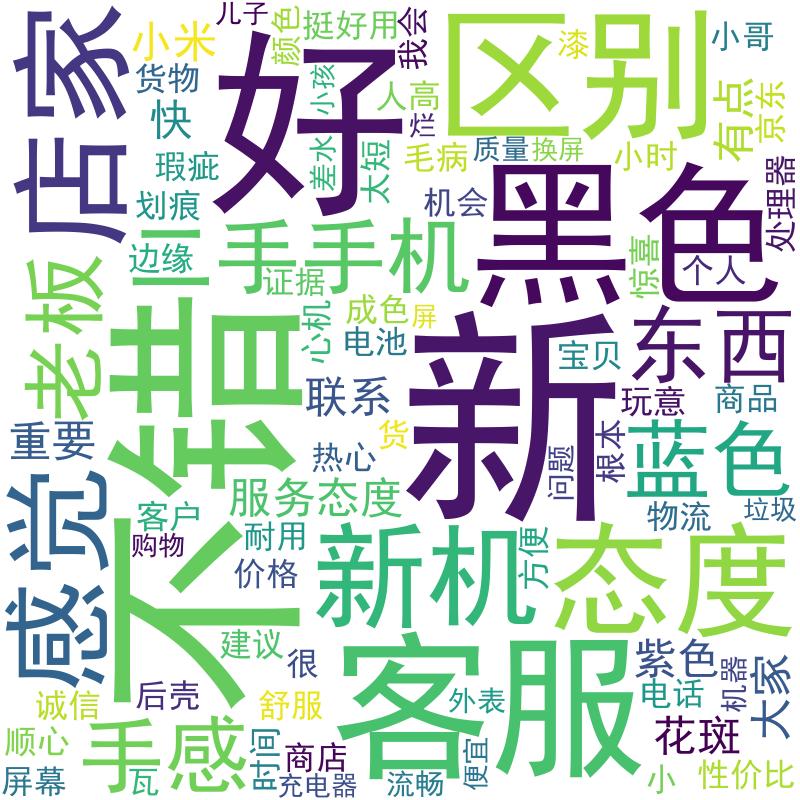 儿子
挺好用
我会
颜色
小米
货物
快
店家
好
小孩
人高
区别
漆
小哥
有点
京东
瑕疵
差水
太短
毛病
质量
换屏
小时
划痕
机会
处理器
黑色
边缘
二手手机
证据
惊喜
个人
老板
心机
成色
屏
电池
东西
不错
新
宝贝
联系
玩意
商品
重要
货
热心
问题
根本
蓝色
感觉
服务态度
客户
耐用
物流
垃圾
购物
价格
新机
方便
态度
建议
很
客服
紫色
机器
大家
诚信
后壳
舒服
外表
电话
顺心
手感
时间
商店
便宜
花斑
屏幕
瓦
充电器
流畅
小
性价比